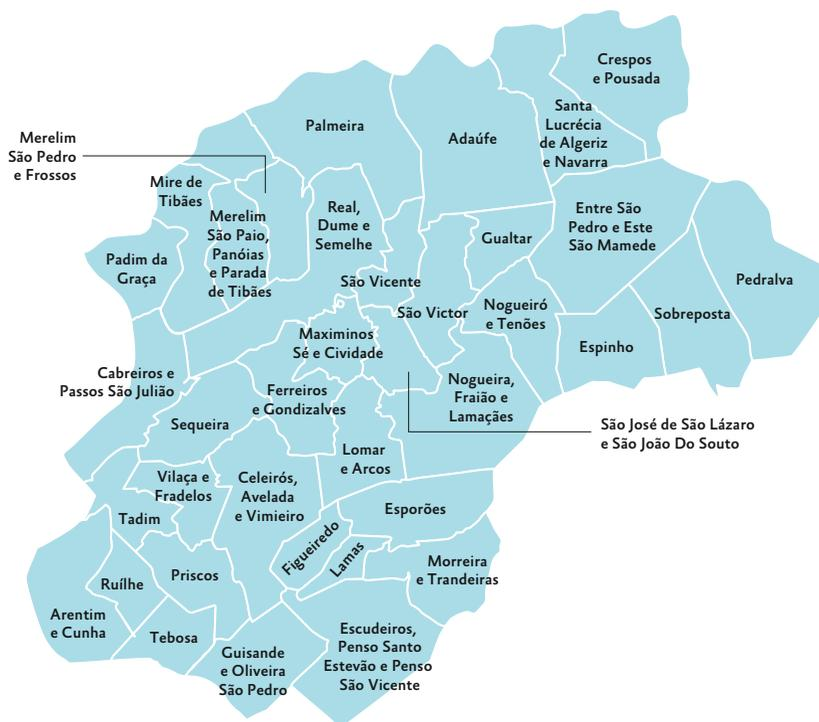 Crespos
e Pousada
Santa
Lucrécia
de Algeriz
e Navarra
Palmeira
Adaúfe
Merelim
São Pedro
e Frossos
Mire de
Tibães
Merelim
São Paio,
Panóias
e Parada
de Tibães
Real,
Dume e
Semelhe
Entre São
Pedro e Este
São Mamede
Gualtar
Padim da
Graça
São Vicente
Pedralva
São Victor
Nogueiró
e Tenões
Sobreposta
Maximinos
Sé e Cividade
Espinho
Cabreiros e
Passos São Julião
Ferreiros
e Gondizalves
Nogueira,
Fraião e
Lamaçães
Sequeira
São José de São Lázaro
e São João Do Souto
Lomar
e Arcos
Vilaça e
Fradelos
Celeirós,
Avelada
e Vimieiro
Tadim
Esporões
Figueiredo
Lamas
Morreira
e Trandeiras
Priscos
Ruílhe
Arentim
e Cunha
Tebosa
Guisande
e Oliveira
São Pedro
Escudeiros,
Penso Santo
Estevão e Penso
São Vicente